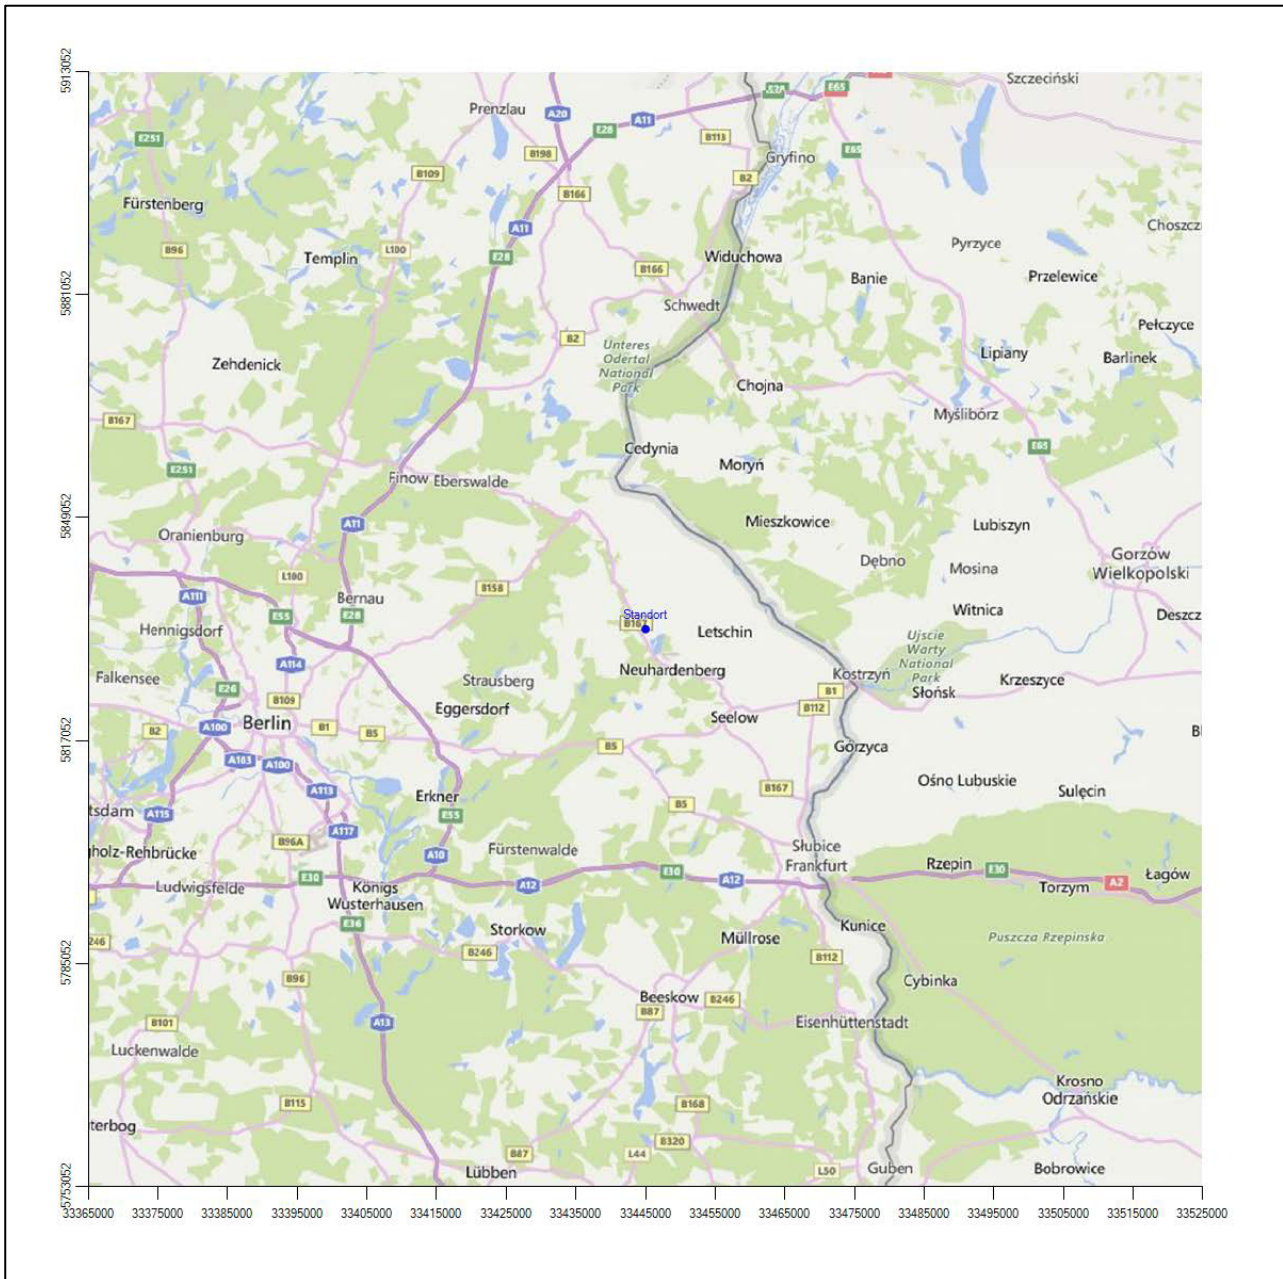 5913052
Szczeciński
E28
E65
Prenzlau
A20
E28
A11
E251
B198
B113
Gryfino
E65
B109
B2
B166
Fürstenberg
A11
Choszcz
B96
L100
Templin
E28
Widuchowa
Pyrzyce
B166
Banie
Przelewice
5881052
Schwedt
Pełczyce
B2
Unteres
Odertal
National
Park
Lipiany
Barlinek
Zehdenick
Chojna
Myślibórz
B167
E65
Cedynia
Moryń
E251
Finow
Eberswalde
5849052
A11
Mieszkowice
Lubiszyn
Oranienburg
Gorzów
Wielkopolski
Dębno
Mosina
L100
B158
A111
Bernau
Witnica
Deszcz
E55
E28
Standort
B167
Hennigsdorf
Letschin
Ujscie
Warty
National
Park
A114
Neuhardenberg
Kostrzyń
Falkensee
Strausberg
Krzeszyce
E26
B109
B1
Słońsk
Eggersdorf
B112
Berlin
Seelow
B2
A100
B1
B5
5817052
B5
Górzyca
A103
A100
B167
Ośno Lubuskie
Sulęcin
A113
Erkner
B5
tsdam
A115
E55
A117
B96A
Słubice
Frankfurt
gholz-Rehbrücke
A10
Fürstenwalde
Rzepin
E30
Łagów
E30
E30
A12
A12
Torzym
A2
Ludwigsfelde
Königs
Wusterhausen
E36
Storkow
Kunice
246
Müllrose
Puszcza Rzepinska
B246
B112
5785052
B96
Cybinka
Beeskow
B246
B87
B101
A13
Eisenhüttenstadt
Luckenwalde
Krosno
Odrzańskie
B115
B168
terbog
B320
B87
L44
Lübben
L50
Guben
Bobrowice
5753052
33365000 33375000 33385000 33395000 33405000 33415000 33425000 33435000 33445000 33455000 33465000 33475000 33485000 33495000 33505000 33515000 33525000